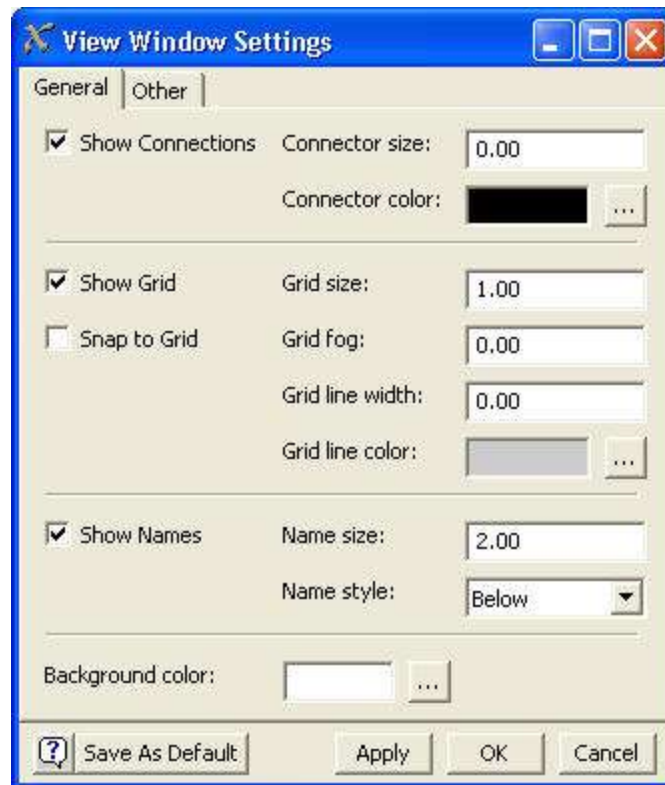 View Window Settings
General Other
Show Connections Connector size: 0.00
Connector color: ...
Show Grid Grid size: 1.00
Snap to Grid Grid fog: 0.00
Grid line width: 0.00
Grid line color: ...
Show Names Name size: 2.00
Name style: Below
Background color: ...
? Save As Default Apply OK Cancel